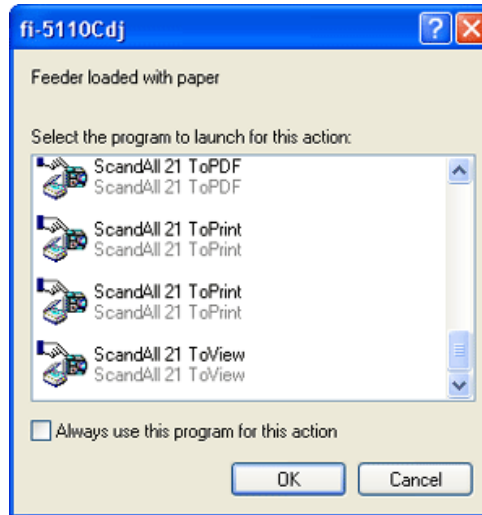 fi-5110Cdj
Feeder loaded with paper
Select the program to launch for this action:
ScandAll 21 ToPDF
ScandAll 21 ToPDF
ScandAll 21 ToPrint
ScandAll 21 ToPrint
ScandAll 21 ToPrint
ScandAll 21 ToPrint
ScandAll 21 ToView
ScandAll 21 ToView
Always use this program for this action
OK Cancel